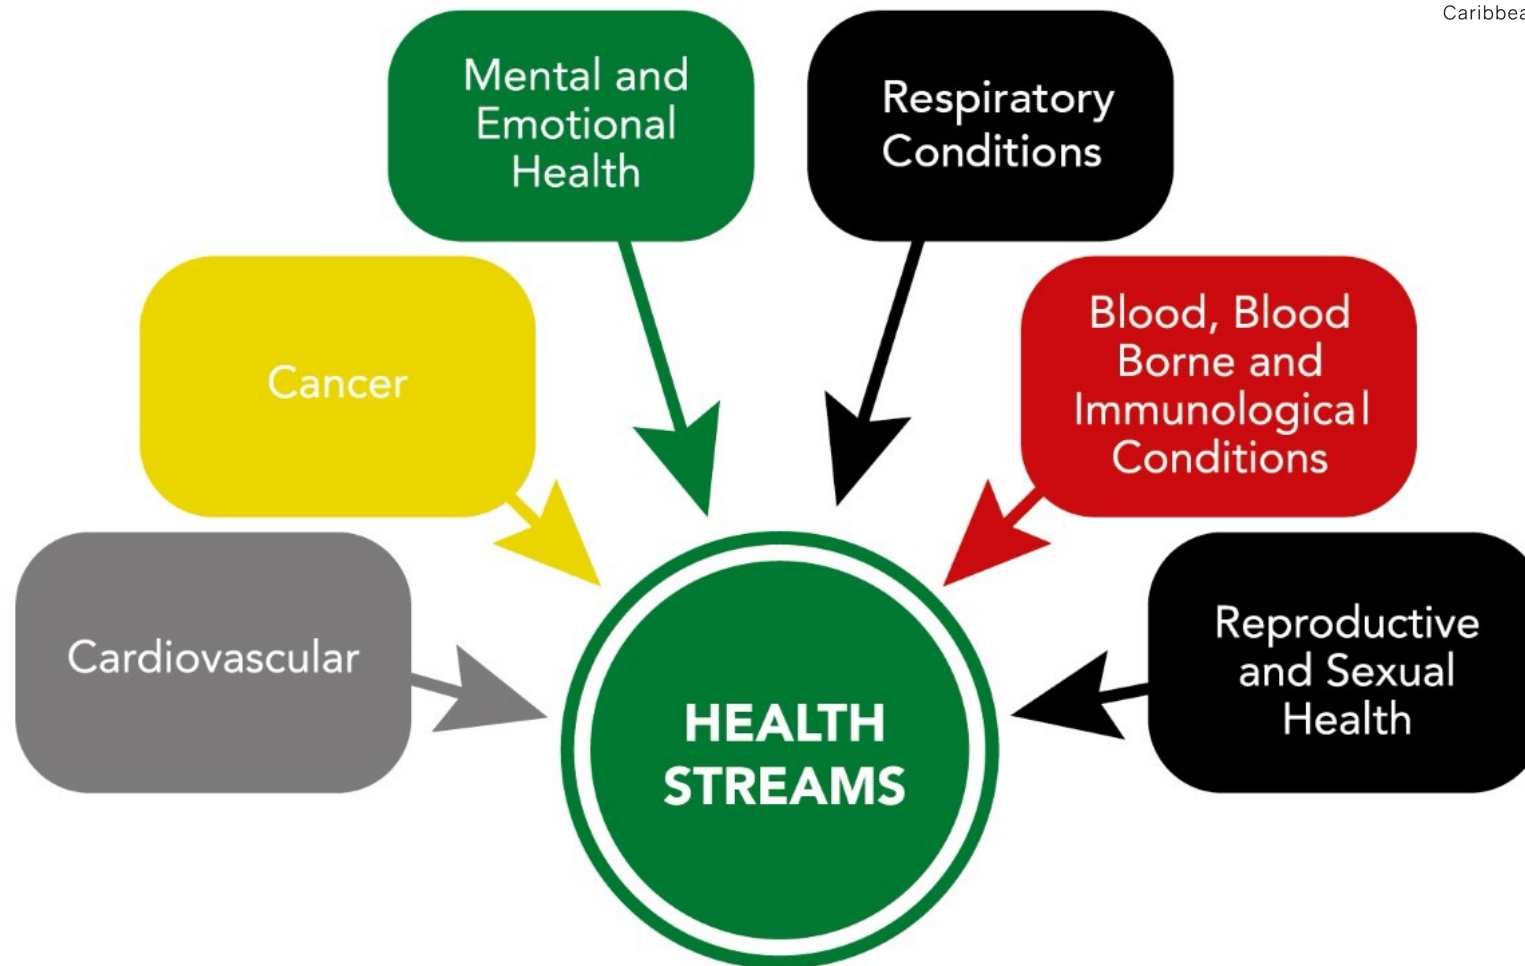 Mental and
Emotional
Health
Respiratory
Conditions
Cancer
Blood, Blood
Borne and
Immunological
Conditions
Cardiovascular
Reproductive
and Sexual
Health
HEALTH
STREAMS